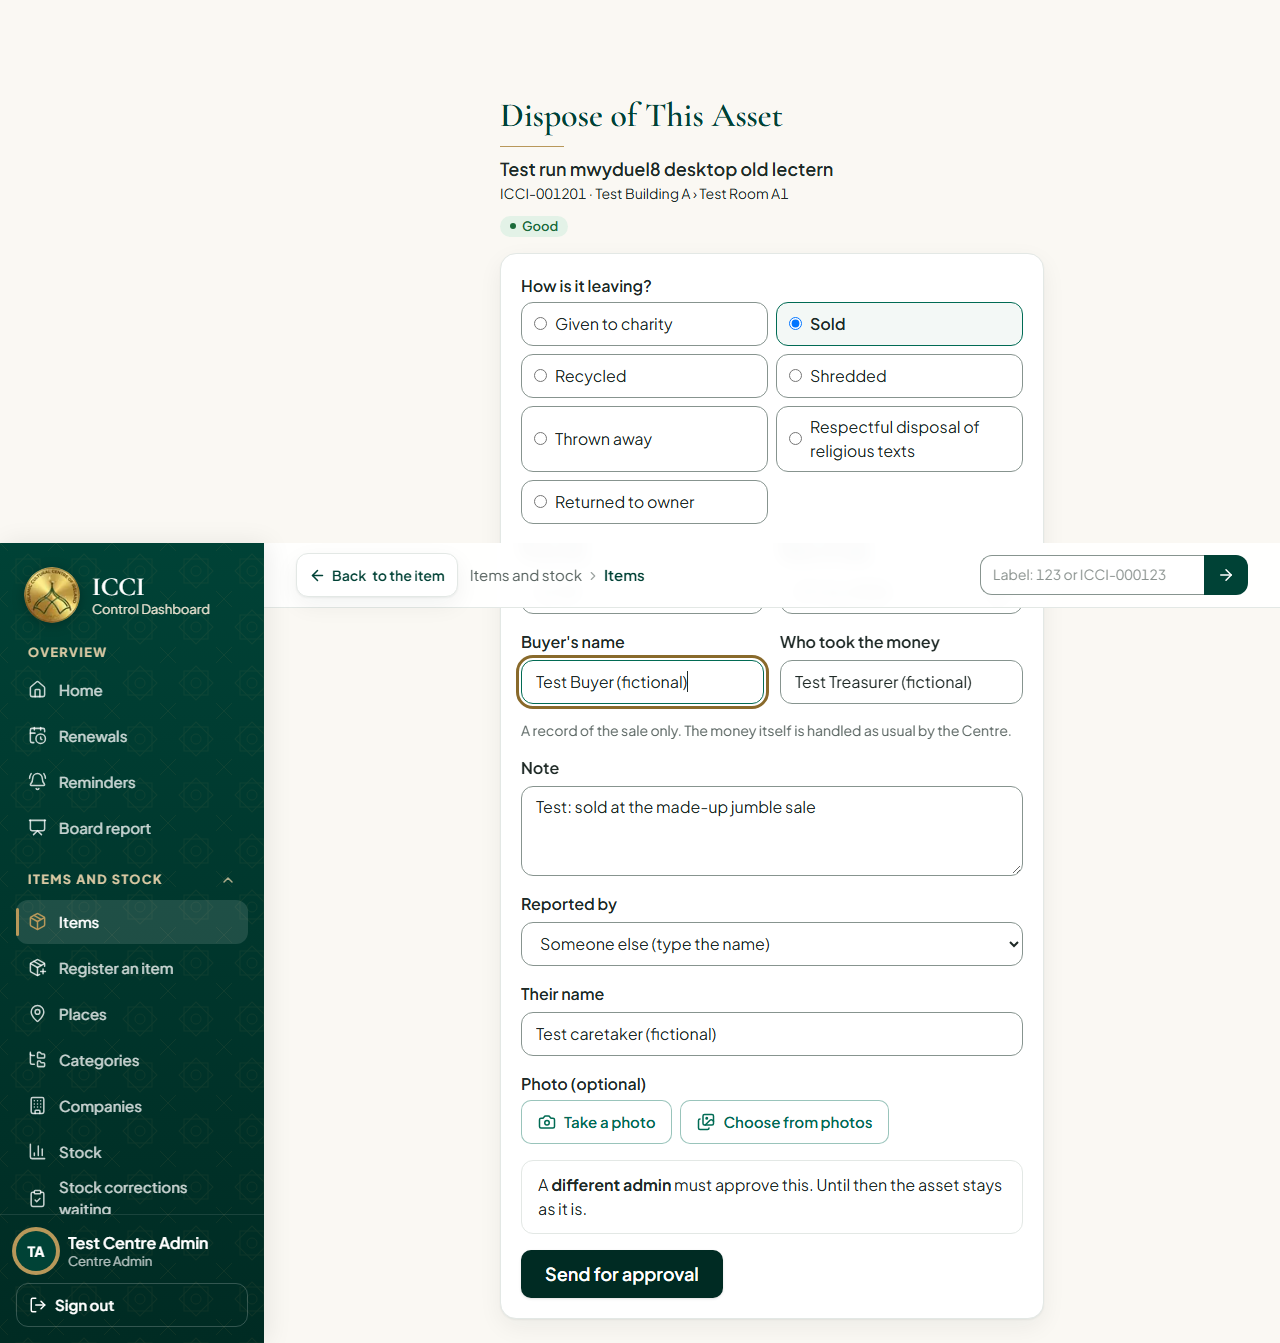 Dispose of This Asset
Test run mwyduel8 desktop old lectern
ICCI-001201 · Test Building A › Test Room A1
Good
How is it leaving?
Given to charity
Sold
Recycled
Shredded
Thrown away
Respectful disposal of
religious texts
Returned to owner
ICCI
Control Dashboard
Back to the item
Items and stock › Items
Label: 123 or ICCI-000123
OVERVIEW
Home
Renewals
Reminders
Board report
ITEMS AND STOCK
Items
Register an item
Places
Categories
Companies
Stock
Stock corrections
waiting
TA
Test Centre Admin
Centre Admin
Sign out
Buyer's name
Who took the money
Test Buyer (fictional)
Test Treasurer (fictional)
A record of the sale only. The money itself is handled as usual by the Centre.
Note
Test: sold at the made-up jumble sale
Reported by
Someone else (type the name)
Their name
Test caretaker (fictional)
Photo (optional)
Take a photo
Choose from photos
A different admin must approve this. Until then the asset stays
as it is.
Send for approval